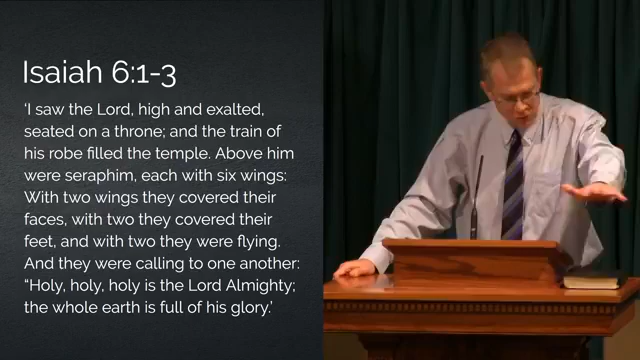 Isaiah 6:1-3
‘I saw the Lord, high and exalted,
seated on a throne; and the train of
his robe filled the temple. Above him
were seraphim, each with six wings:
With two wings they covered their
faces, with two they covered their
feet, and with two they were flying.
And they were calling to one another:
“Holy, holy, holy is the Lord Almighty;
the whole earth is full of his glory.’